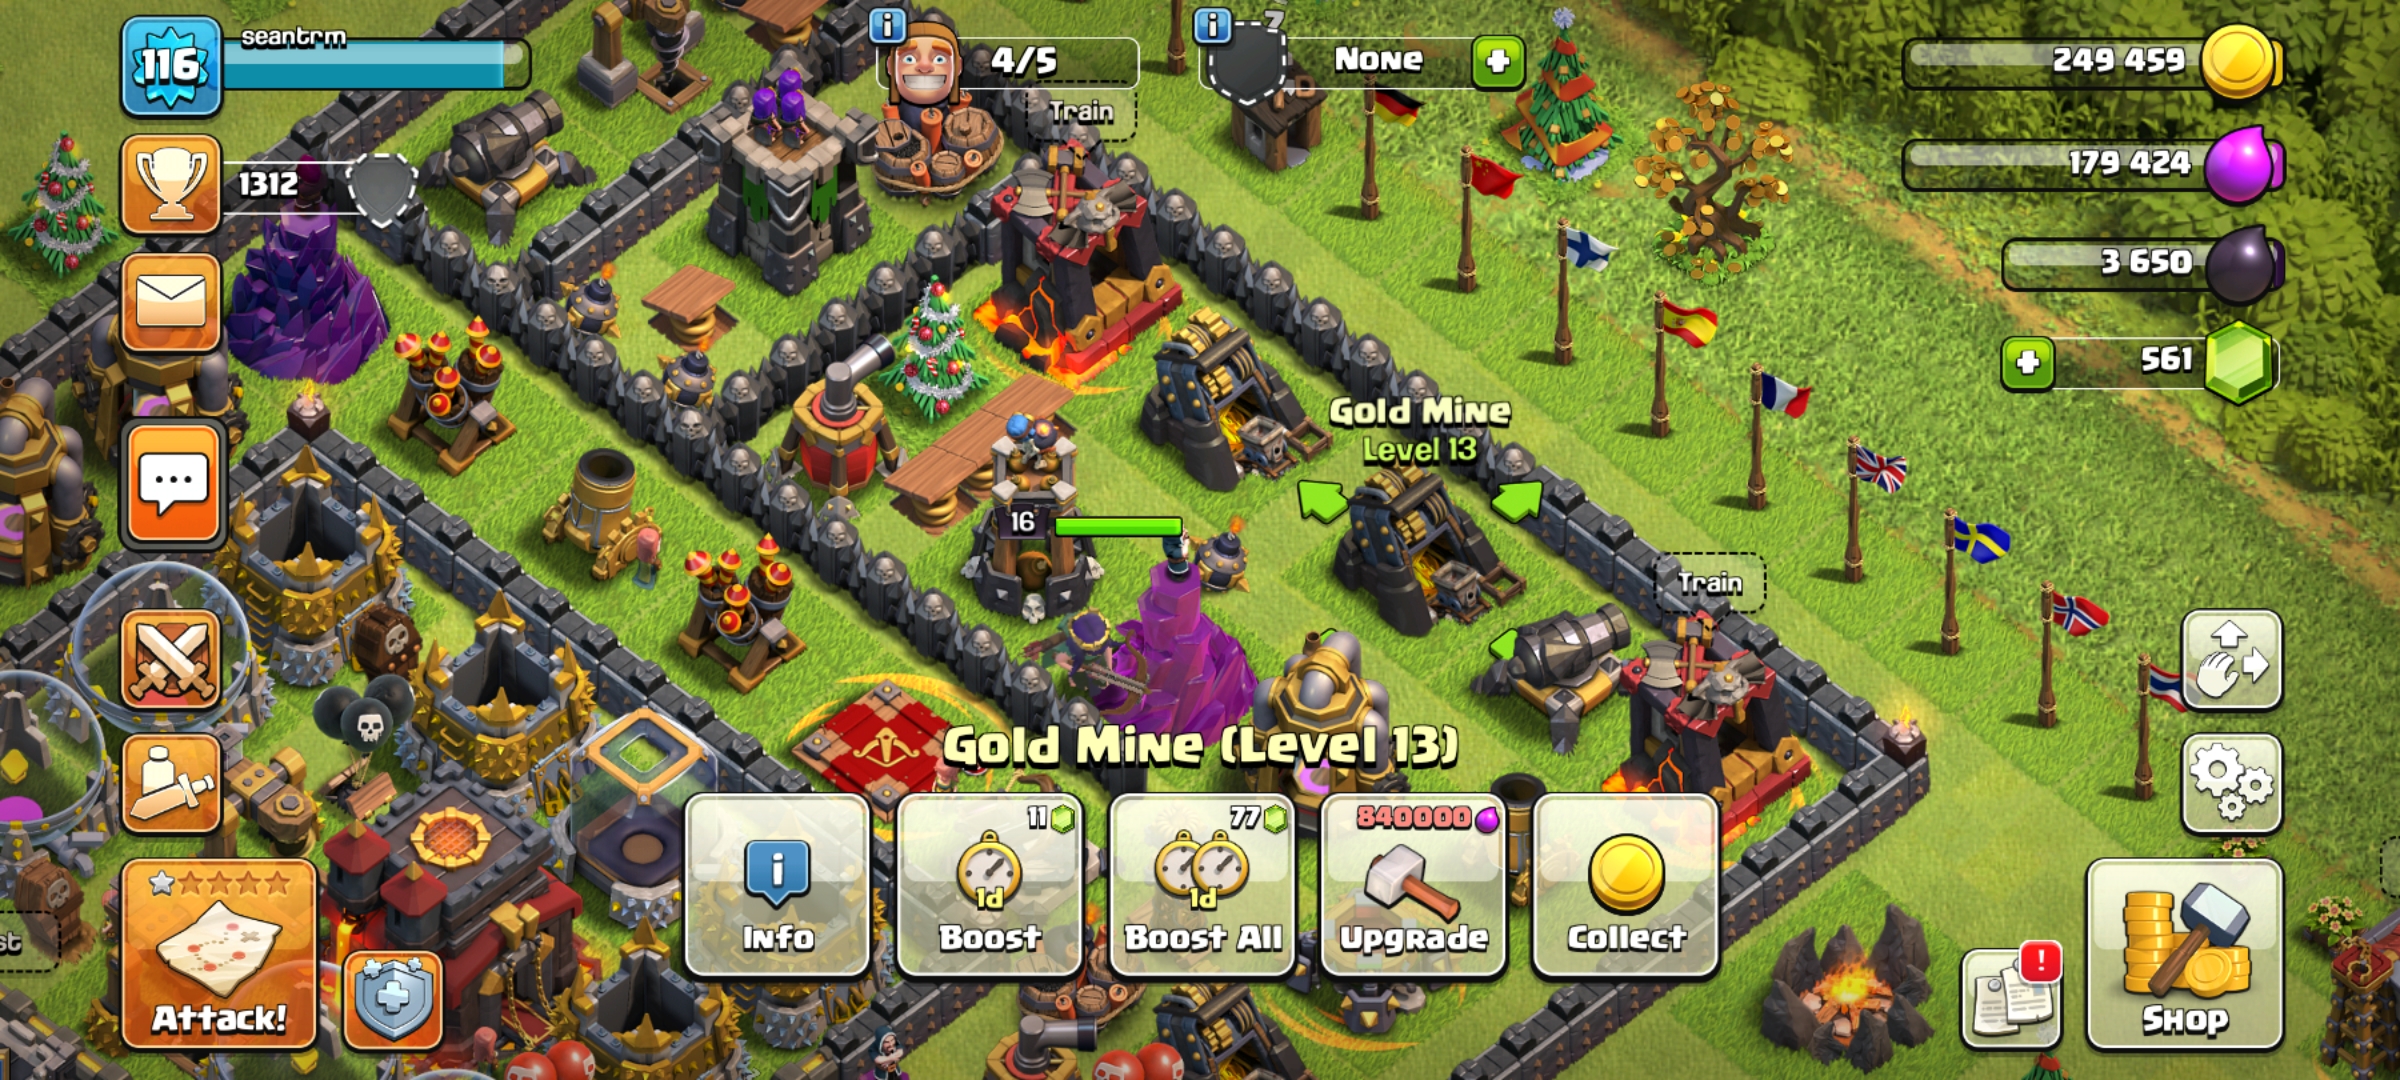 116
seantrm
4/5
None
249 459
Train
1312
179 424
3 650
561
Gold Mine
Level 13
16
Train
Gold Mine (Level 13)
11
77
840000
1d
1d
Info
Boost
Boost All
Upgrade
Collect
Attack!
!
Shop